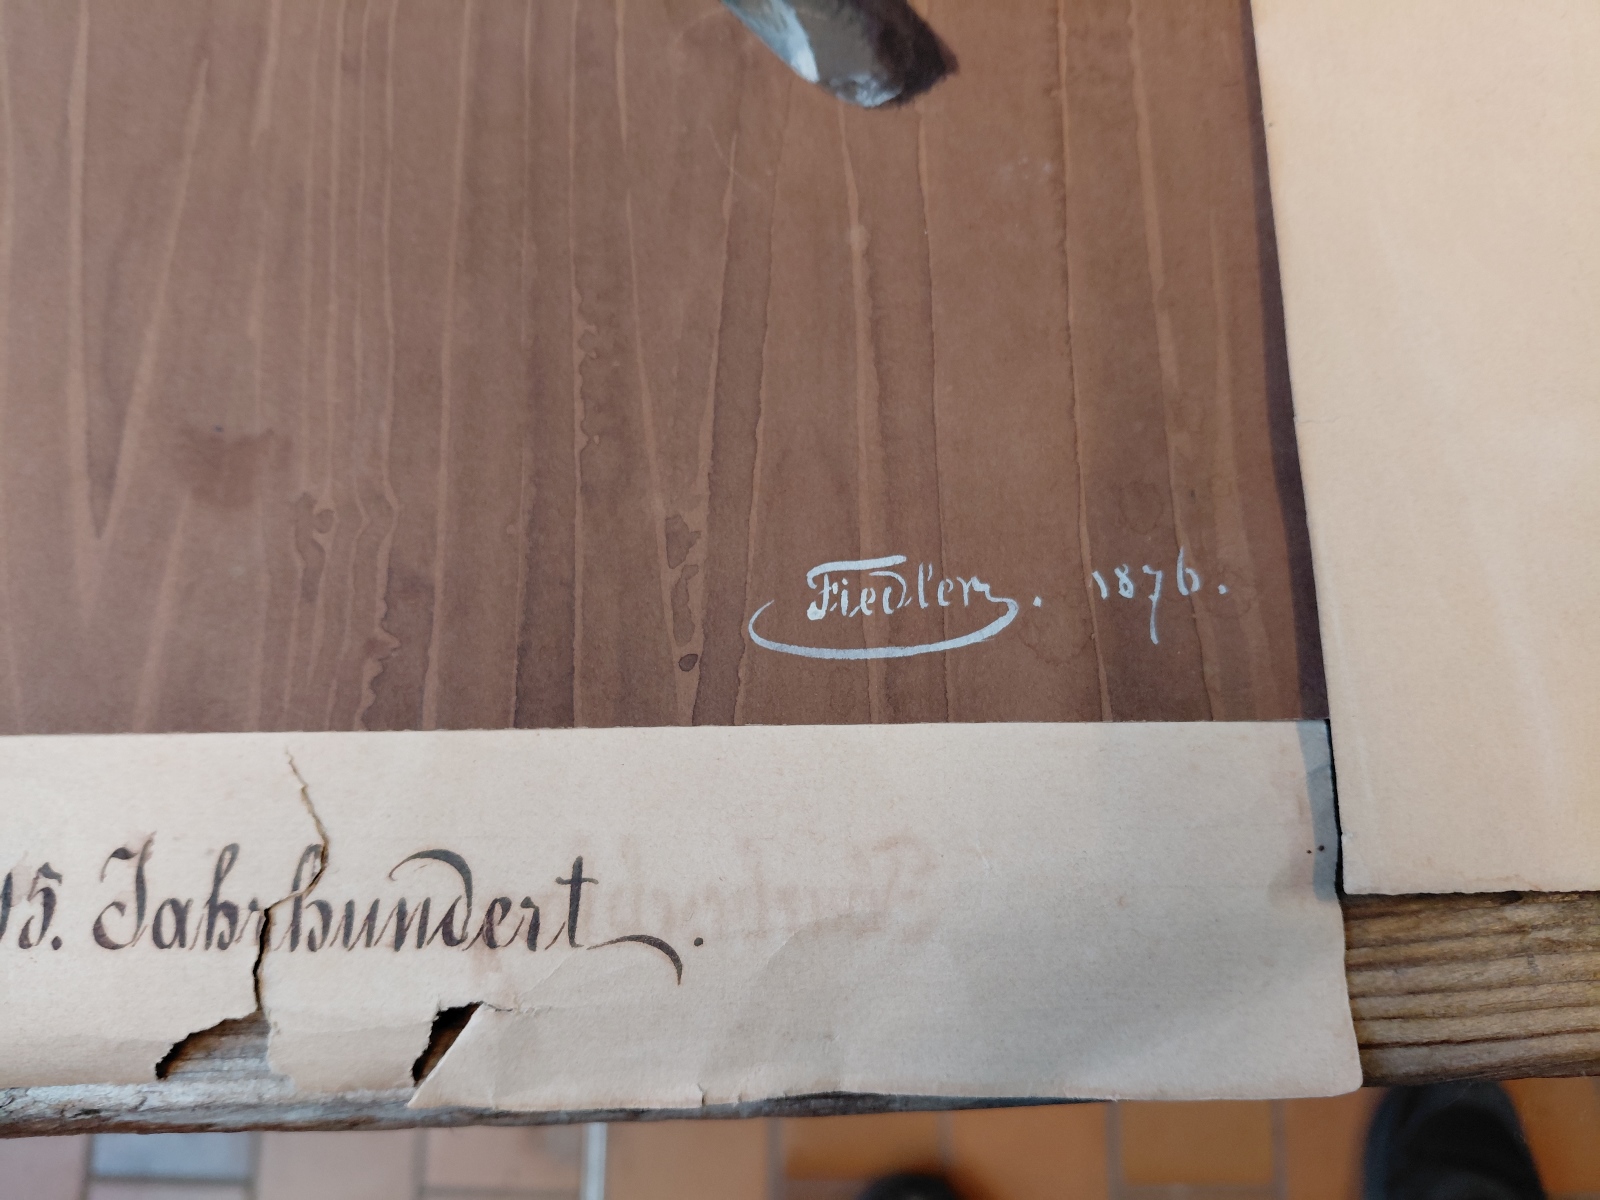 Fiedler. 1876.
15. Jahrhundert.